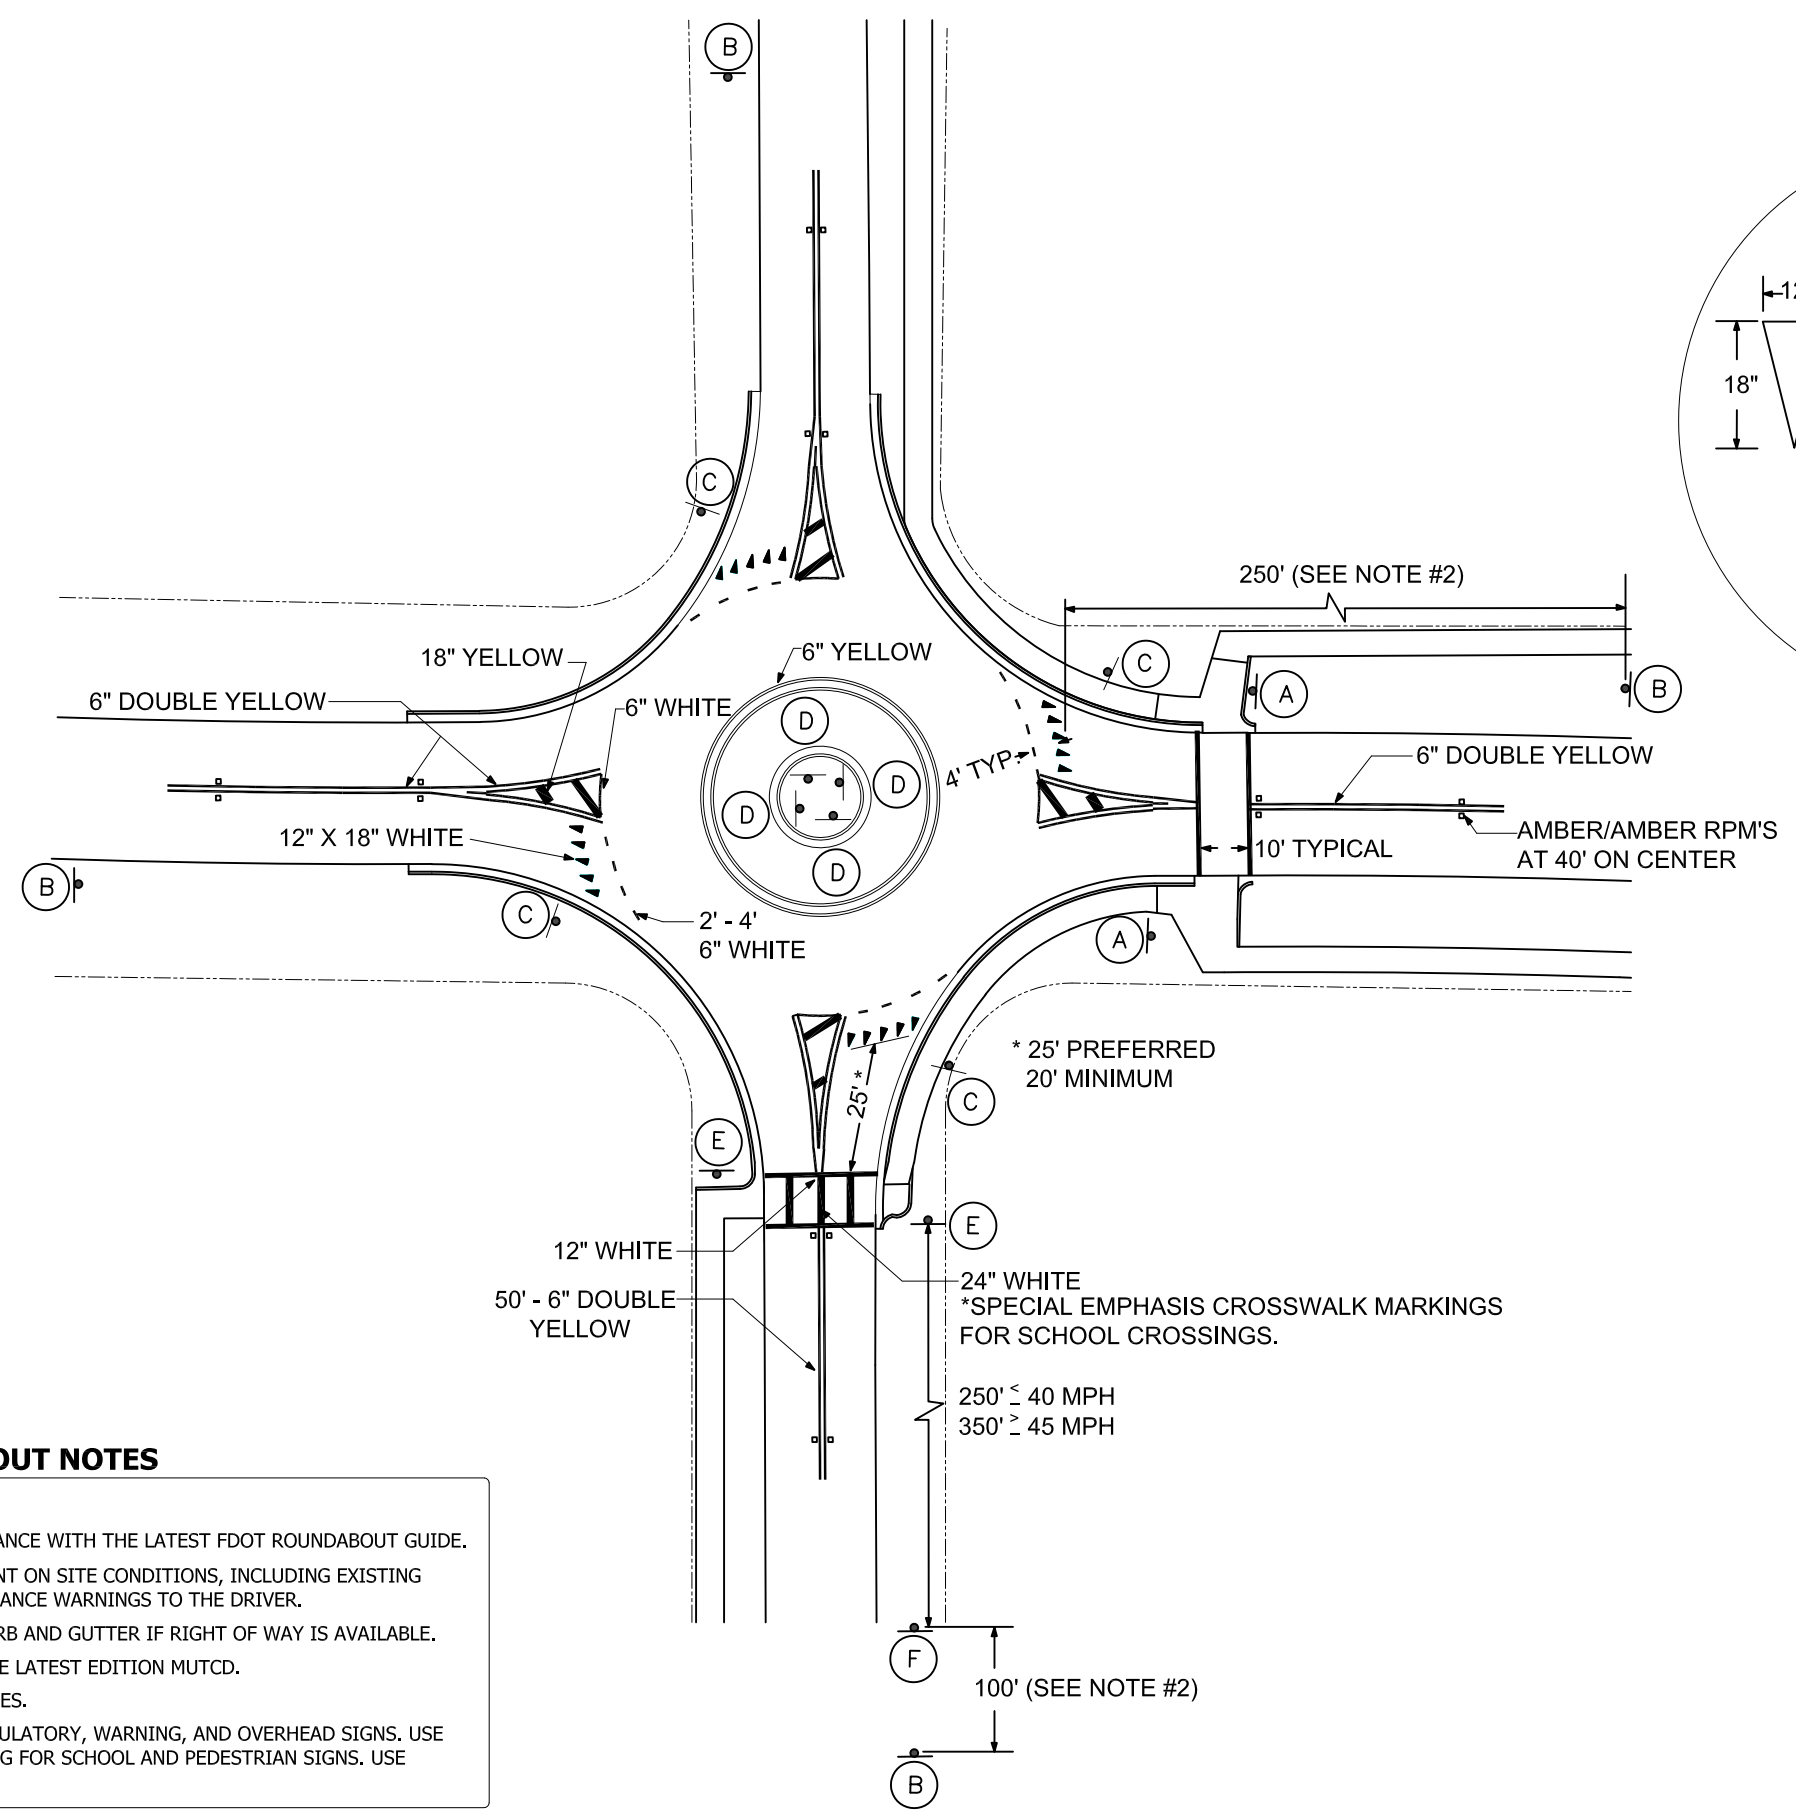 B
C
250' (SEE NOTE #2)
12
18"
18" YELLOW
6" YELLOW
C
6" DOUBLE YELLOW
6" WHITE
A
B
D
D
4' TYP.
6" DOUBLE YELLOW
D
12" X 18" WHITE
AMBER/AMBER RPM'S
AT 40' ON CENTER
10' TYPICAL
D
B
C
2' - 4'
6" WHITE
A
* 25' PREFERRED
20' MINIMUM
25' *
C
E
E
12" WHITE
24" WHITE
*SPECIAL EMPHASIS CROSSWALK MARKINGS
FOR SCHOOL CROSSINGS.
50' - 6" DOUBLE
YELLOW
250' ≤ 40 MPH
350' ≥ 45 MPH
F
100' (SEE NOTE #2)
B
OUT NOTES
ANCE WITH THE LATEST FDOT ROUNDABOUT GUIDE.
NT ON SITE CONDITIONS, INCLUDING EXISTING
ANCE WARNINGS TO THE DRIVER.
RB AND GUTTER IF RIGHT OF WAY IS AVAILABLE.
E LATEST EDITION MUTCD.
ES.
ULATORY, WARNING, AND OVERHEAD SIGNS. USE
G FOR SCHOOL AND PEDESTRIAN SIGNS. USE